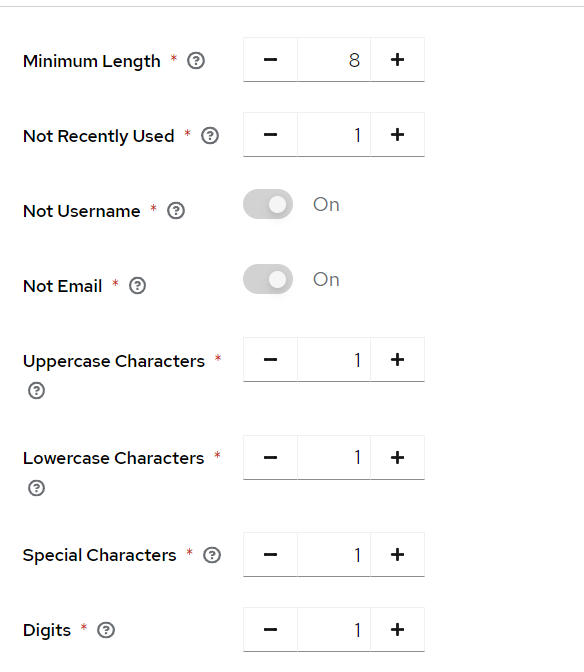 Minimum Length * ? − 8 +
Not Recently Used * ? − 1 +
Not Username * ? On
Not Email * ? On
Uppercase Characters * − 1 +
?
Lowercase Characters * − 1 +
?
Special Characters * ? − 1 +
Digits * ? − 1 +